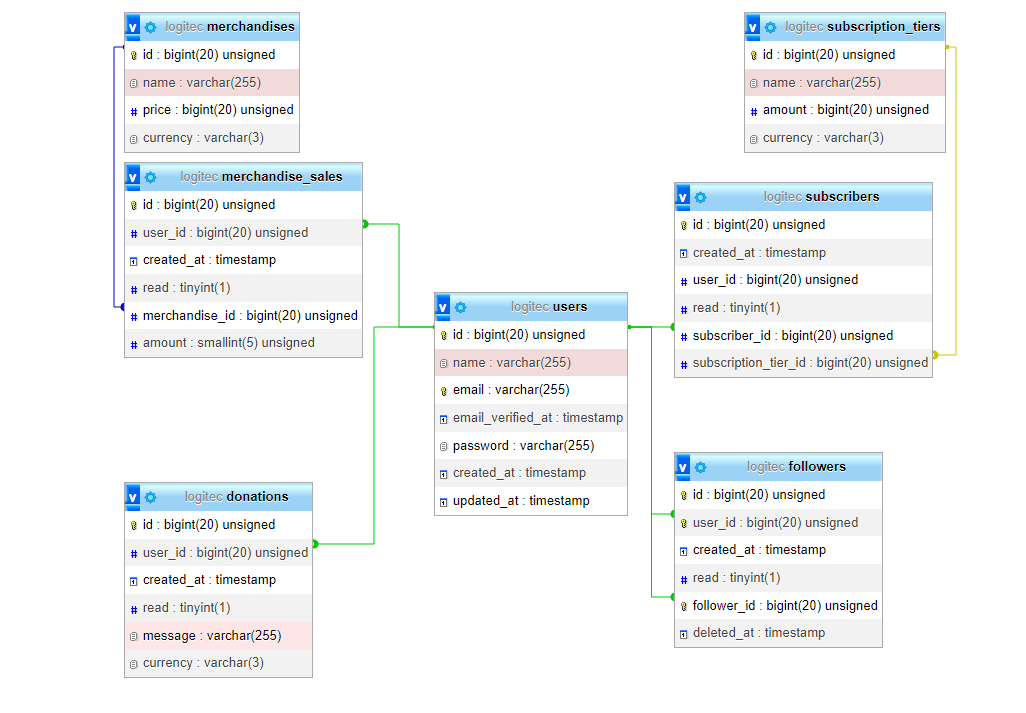 v logitec merchandises
id : bigint(20) unsigned
name : varchar(255)
# price : bigint(20) unsigned
currency : varchar(3)
v logitec subscription_tiers
id : bigint(20) unsigned
name : varchar(255)
# amount : bigint(20) unsigned
currency : varchar(3)
v logitec merchandise_sales
id : bigint(20) unsigned
# user_id : bigint(20) unsigned
created_at : timestamp
# read : tinyint(1)
# merchandise_id : bigint(20) unsigned
# amount : smallint(5) unsigned
v logitec subscribers
id : bigint(20) unsigned
created_at : timestamp
# user_id : bigint(20) unsigned
# read : tinyint(1)
# subscriber_id : bigint(20) unsigned
# subscription_tier_id : bigint(20) unsigned
v logitec users
id : bigint(20) unsigned
name : varchar(255)
email : varchar(255)
email_verified_at : timestamp
password : varchar(255)
created_at : timestamp
updated_at : timestamp
v logitec donations
id : bigint(20) unsigned
# user_id : bigint(20) unsigned
created_at : timestamp
# read : tinyint(1)
message : varchar(255)
currency : varchar(3)
v logitec followers
id : bigint(20) unsigned
user_id : bigint(20) unsigned
created_at : timestamp
# read : tinyint(1)
follower_id : bigint(20) unsigned
deleted_at : timestamp